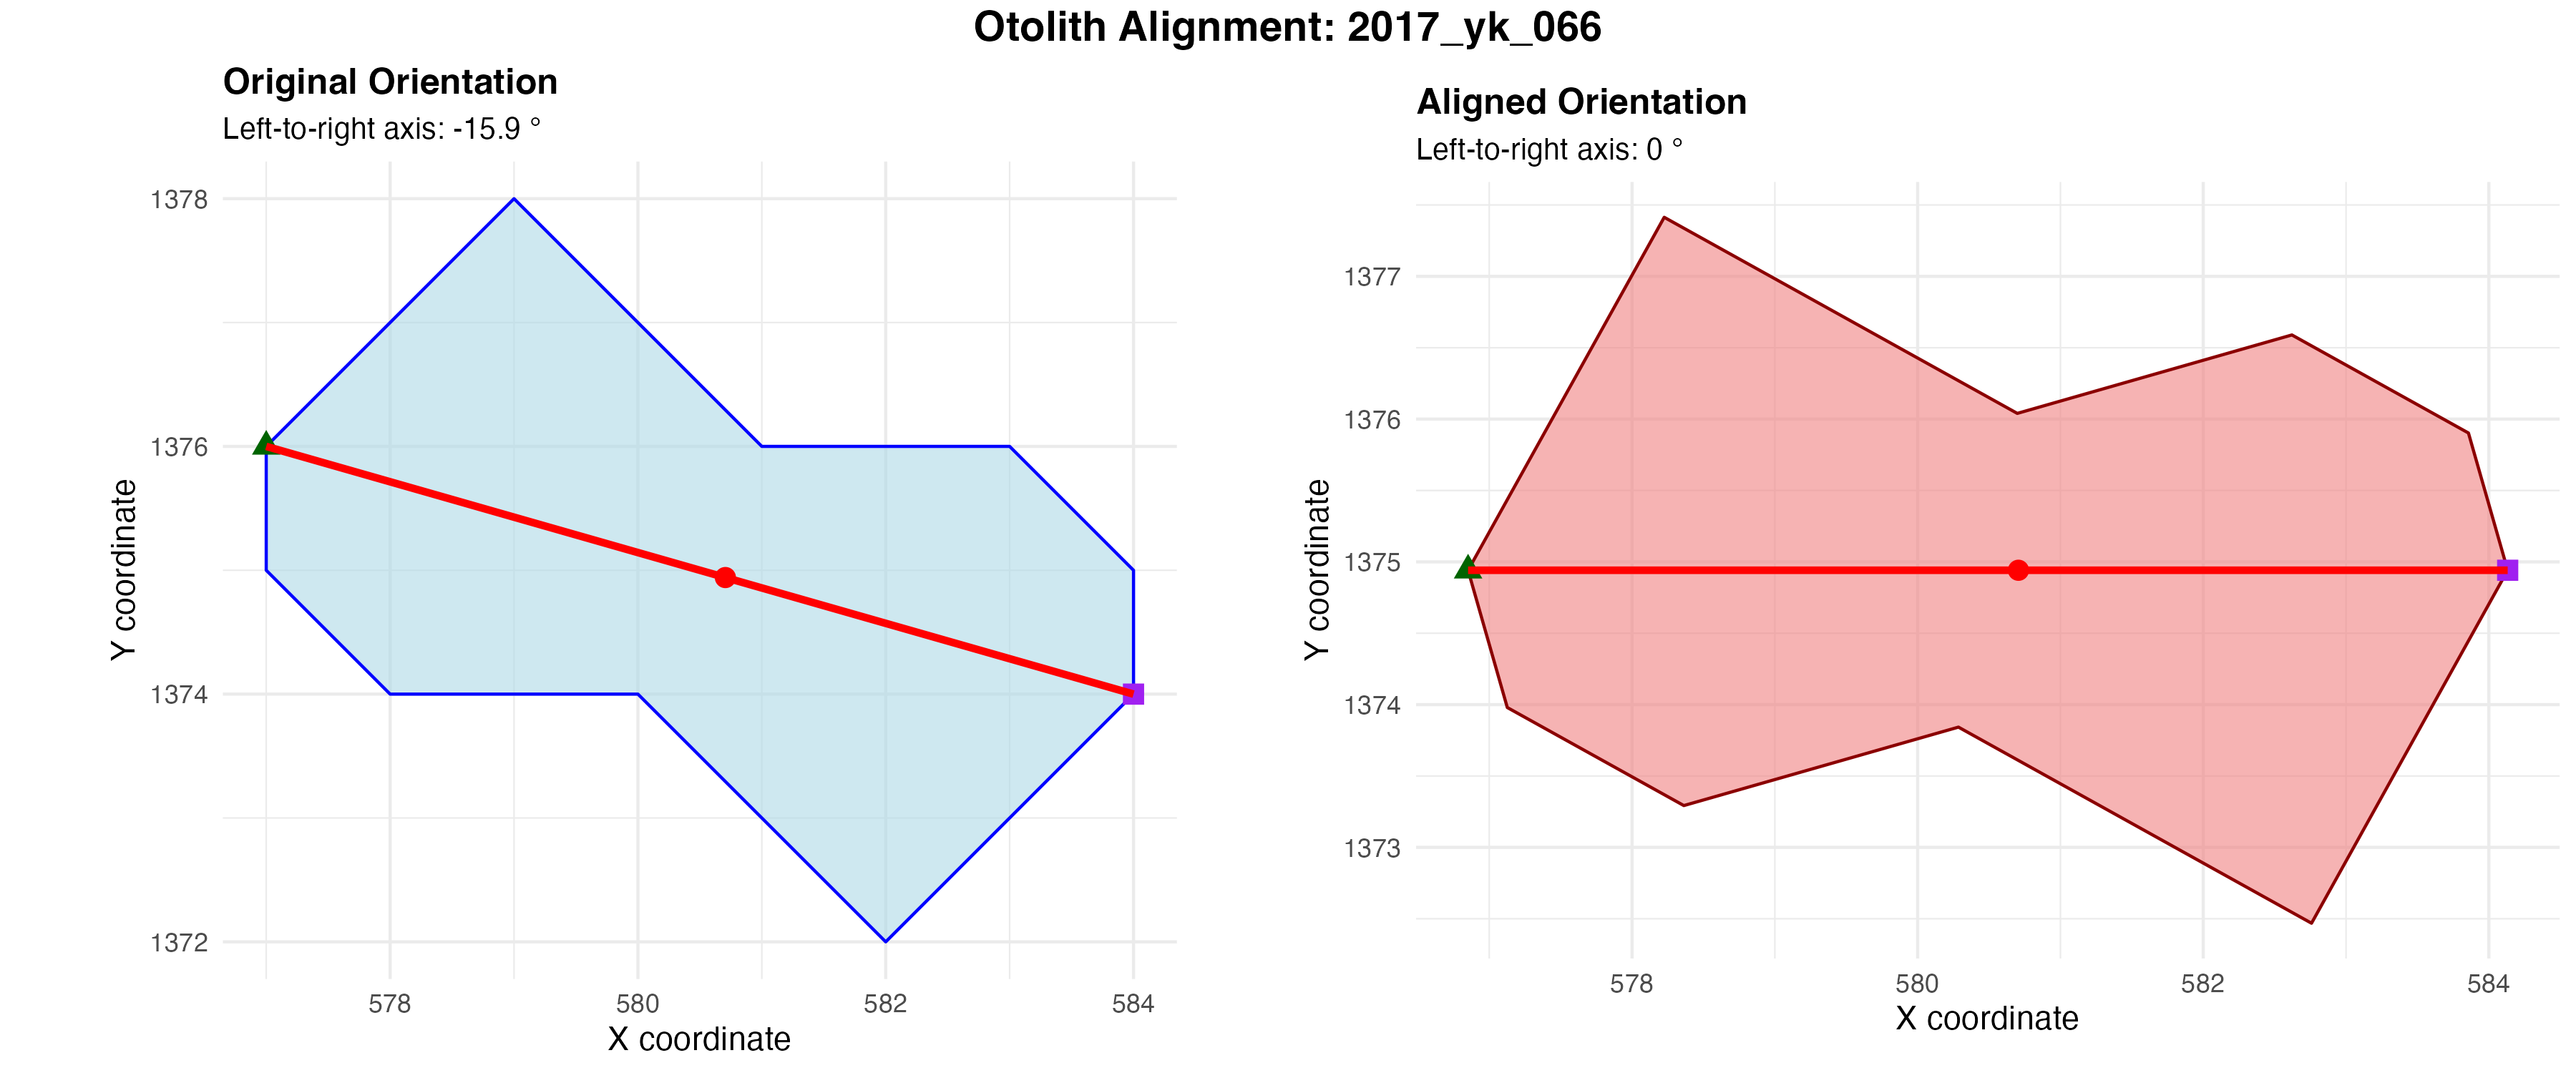 Otolith Alignment: 2017_yk_066
Original Orientation
Left-to-right axis: -15.9 °
1378
1376
1374
1372
578 580 582 584
X coordinate
Y coordinate
Aligned Orientation
Left-to-right axis: 0 °
1377
1376
1375
1374
1373
578 580 582 584
X coordinate
Y coordinate